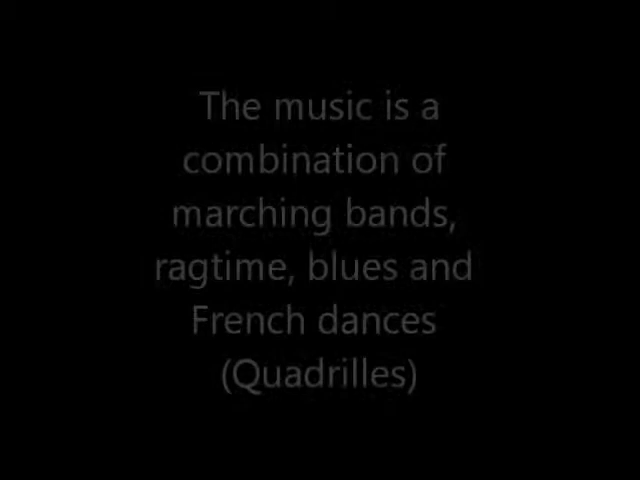 The music is a
combination of
marching bands,
ragtime, blues and
French dances
(Quadrilles)